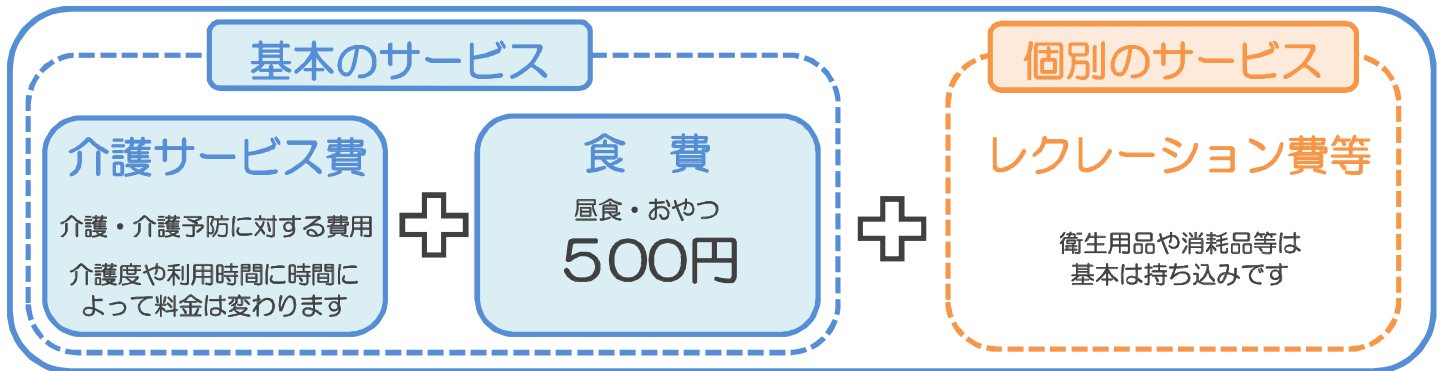 基本のサービス
介護サービス費
介護・介護予防に対する費用
介護度や利用時間に時間に
よって料金は変わります
食 費
昼食・おやつ
500円
個別のサービス
レクレーション費等
衛生用品や消耗品等は
基本は持ち込みです